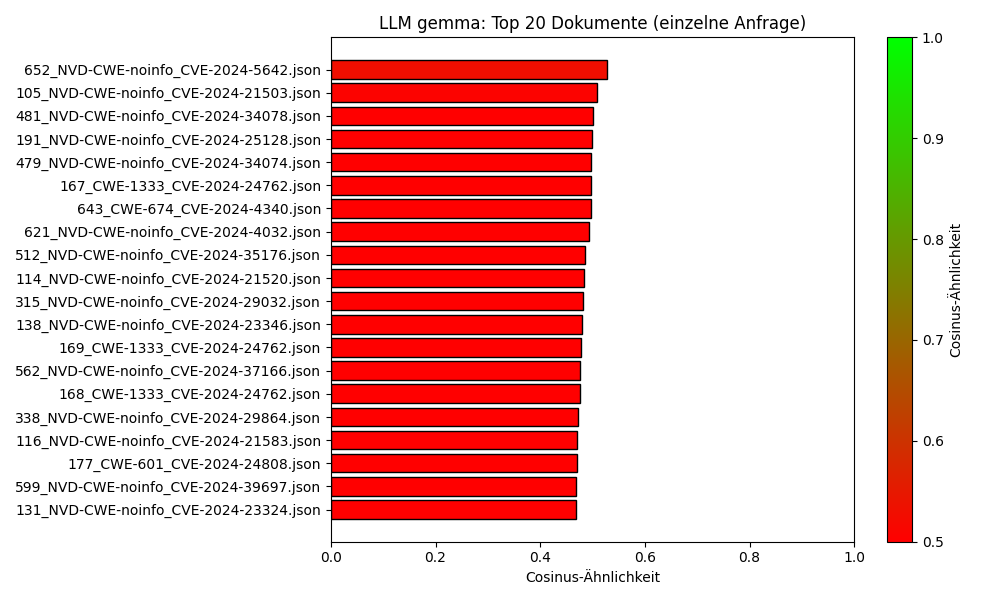 LLM gemma: Top 20 Dokumente (einzelne Anfrage)
652_NVD-CWE-noinfo_CVE-2024-5642.json
105_NVD-CWE-noinfo_CVE-2024-21503.json
481_NVD-CWE-noinfo_CVE-2024-34078.json
191_NVD-CWE-noinfo_CVE-2024-25128.json
479_NVD-CWE-noinfo_CVE-2024-34074.json
167_CWE-1333_CVE-2024-24762.json
643_CWE-674_CVE-2024-4340.json
621_NVD-CWE-noinfo_CVE-2024-4032.json
512_NVD-CWE-noinfo_CVE-2024-35176.json
114_NVD-CWE-noinfo_CVE-2024-21520.json
315_NVD-CWE-noinfo_CVE-2024-29032.json
138_NVD-CWE-noinfo_CVE-2024-23346.json
169_CWE-1333_CVE-2024-24762.json
562_NVD-CWE-noinfo_CVE-2024-37166.json
168_CWE-1333_CVE-2024-24762.json
338_NVD-CWE-noinfo_CVE-2024-29864.json
116_NVD-CWE-noinfo_CVE-2024-21583.json
177_CWE-601_CVE-2024-24808.json
599_NVD-CWE-noinfo_CVE-2024-39697.json
131_NVD-CWE-noinfo_CVE-2024-23324.json
0.0 0.2 0.4 0.6 0.8 1.0
Cosinus-Ähnlichkeit
1.0
0.9
0.8
0.7
0.6
0.5
Cosinus-Ähnlichkeit